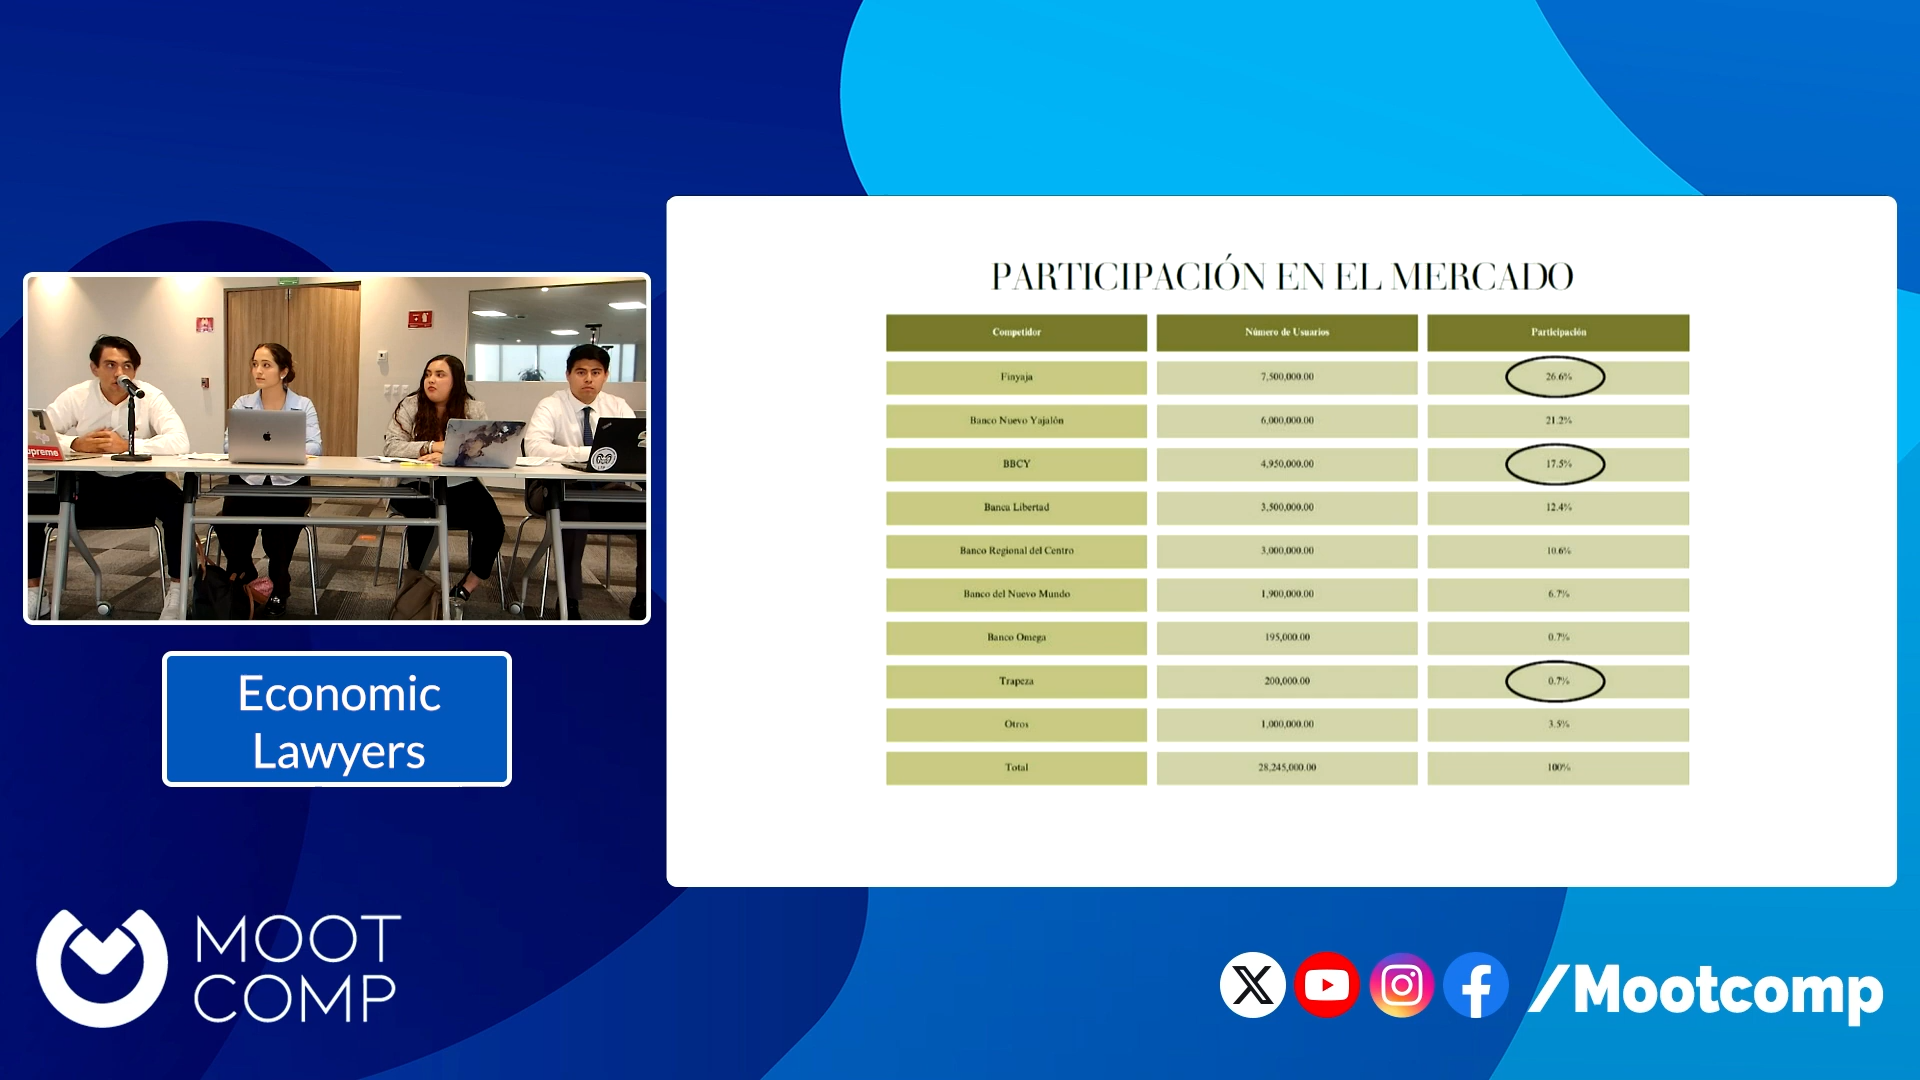 PARTICIPACIÓN EN EL MERCADO
Competidor Número de Usuarios Participación
Finyaja 7,500,000.00 26.6%
Banco Nuevo Yajalón 6,000,000.00 21.2%
BBCY 4,950,000.00 17.5%
Banca Libertad 3,500,000.00 12.4%
Banco Regional del Centro 3,000,000.00 10.6%
Banco del Nuevo Mundo 1,900,000.00 6.7%
Banco Omega 195,000.00 0.7%
Trapeza 200,000.00 0.7%
Otros 1,000,000.00 3.5%
Total 28,245,000.00 100%
upreme
Economic
Lawyers
MOOT
COMP
/Mootcomp